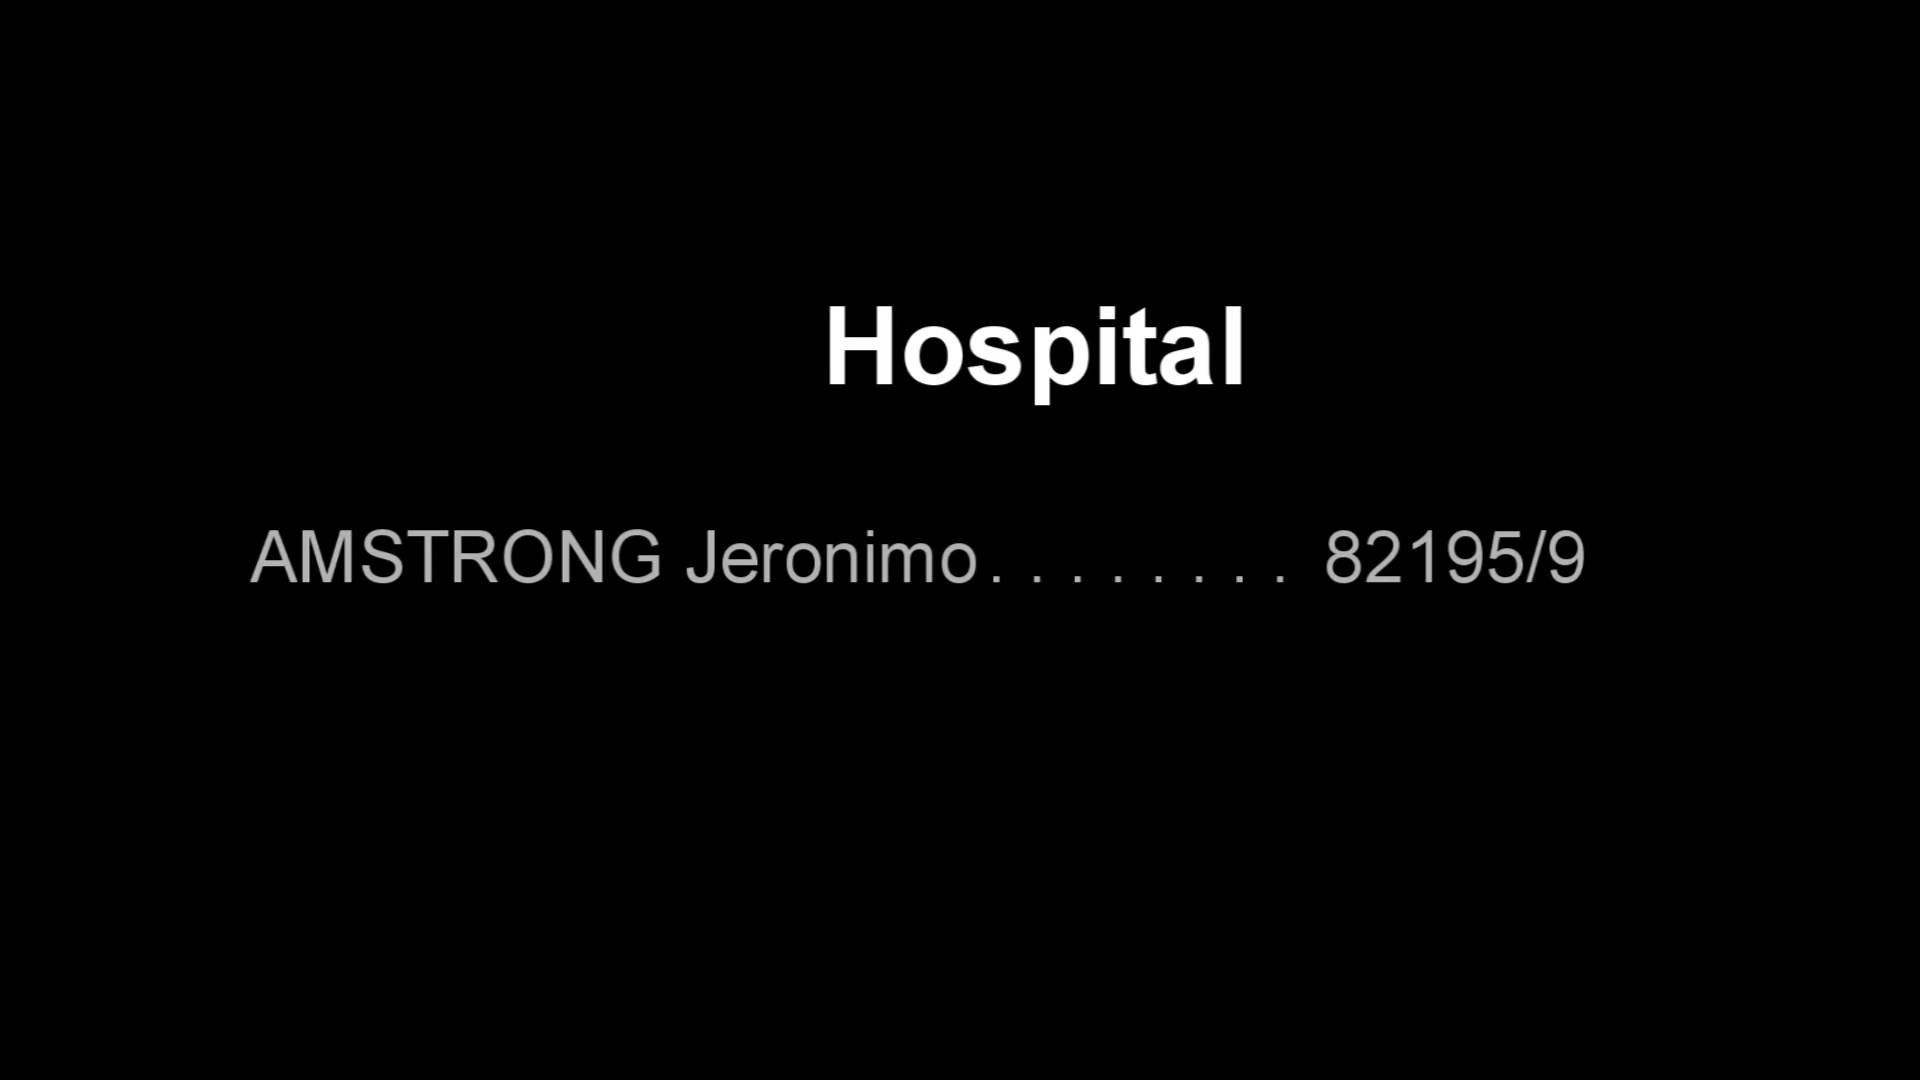 Hospital
AMSTRONG Jeronimo. . . . . . . . 82195/9